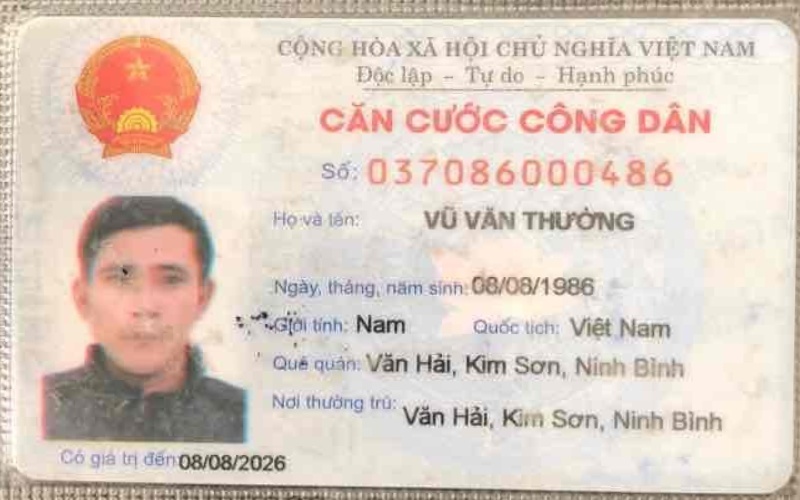 CỘNG HÒA XÃ HỘI CHỦ NGHĨA VIỆT NAM
Độc lập – Tự do – Hạnh phúc
CĂN CƯỚC CÔNG DÂN
Số: 037086000486
Họ và tên: VŨ VĂN THƯỞNG
Ngày, tháng, năm sinh: 08/08/1986
Giới tính: Nam Quốc tịch: Việt Nam
Quê quán: Văn Hải, Kim Sơn, Ninh Bình
Nơi thường trú: Văn Hải, Kim Sơn, Ninh Bình
Có giá trị đến: 08/08/2026